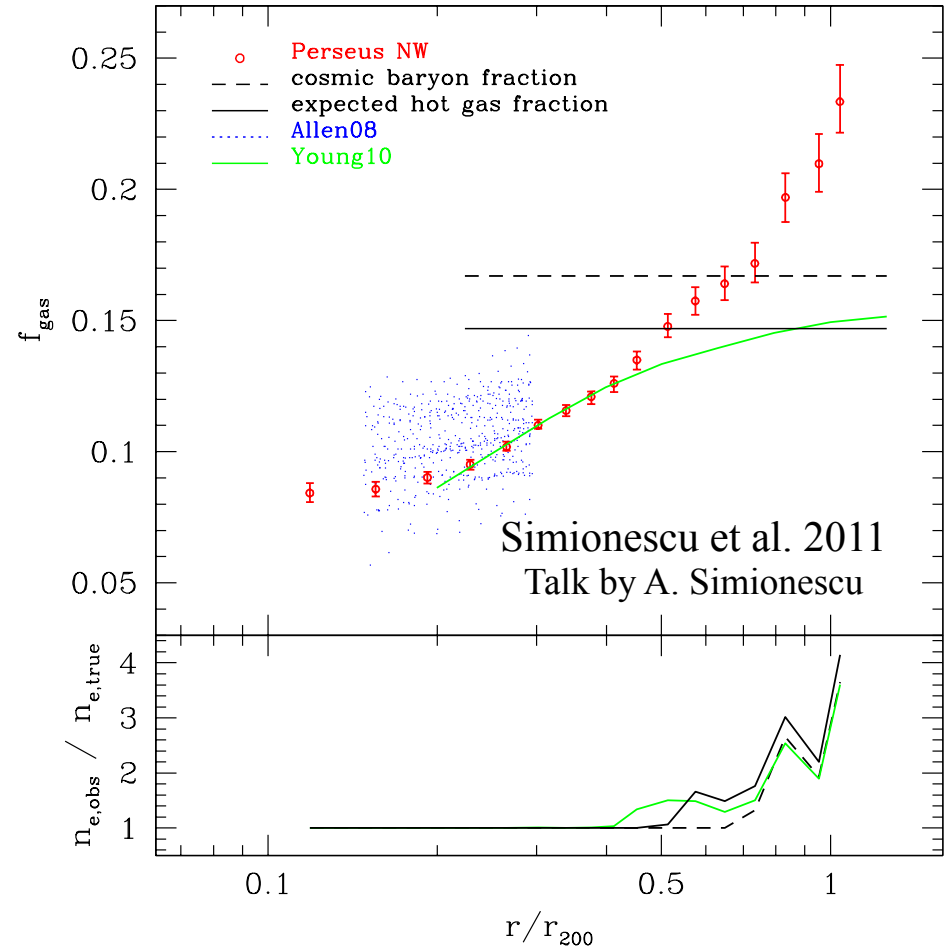 0.25
0.2
0.15
0.1
0.05
f_gas
Perseus NW
cosmic baryon fraction
expected hot gas fraction
Allen08
Young10
Simionescu et al. 2011
Talk by A. Simionescu
4
3
2
1
n_e,obs / n_e,true
0.1
0.5
1
r/r_200